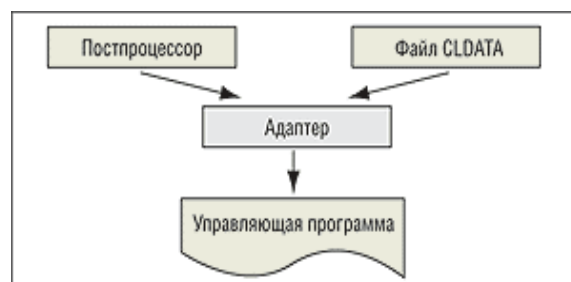 Постпроцессор
Файл CLDATA
Адаптер
Управляющая программа